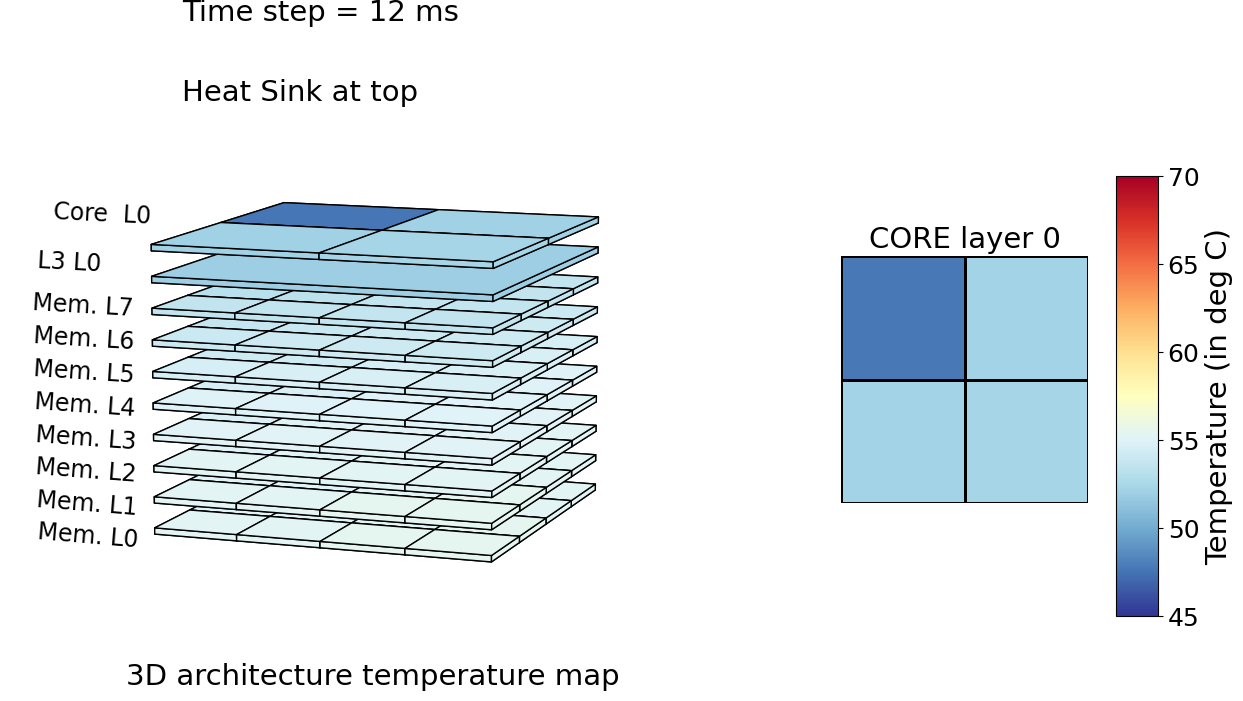 Time step = 12 ms
Heat Sink at top
Core  L0
L3 L0
Mem. L7
Mem. L6
Mem. L5
Mem. L4
Mem. L3
Mem. L2
Mem. L1
Mem. L0
3D architecture temperature map
CORE layer 0
70
65
60
55
50
45
Temperature (in deg C)